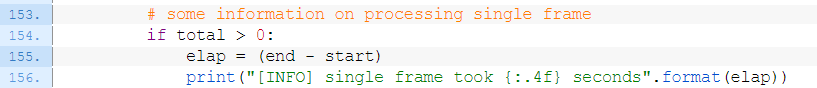 153. # some information on processing single frame
154. if total > 0:
155. elap = (end - start)
156. print("[INFO] single frame took {:.4f} seconds".format(elap))